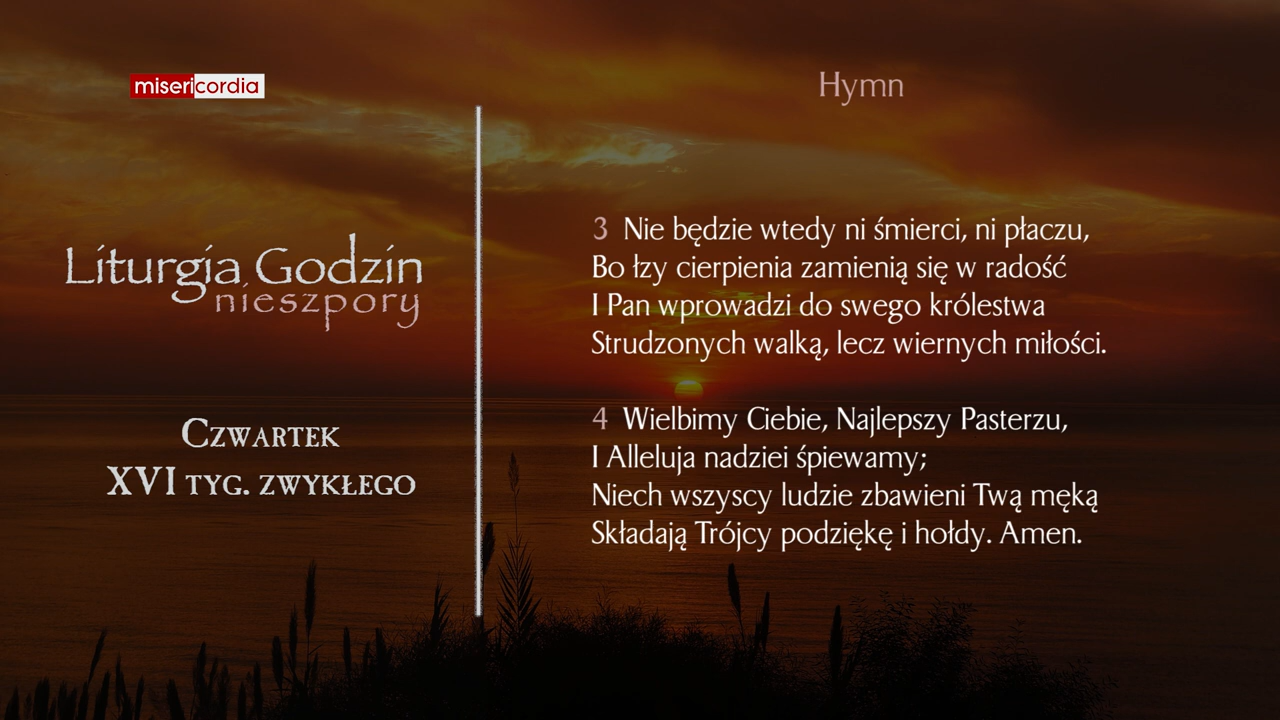 misericordia
Liturgia Godzin
nieszpory
Czwartek
XVI tyg. zwykłego
Hymn
3 Nie będzie wtedy ni śmierci, ni płaczu,
Bo łzy cierpienia zamienią się w radość
I Pan wprowadzi do swego królestwa
Strudzonych walką, lecz wiernych miłości.
4 Wielbimy Ciebie, Najlepszy Pasterzu,
I Alleluja nadziei śpiewamy;
Niech wszyscy ludzie zbawieni Twą męką
Składają Trójcy podziękę i hołdy. Amen.